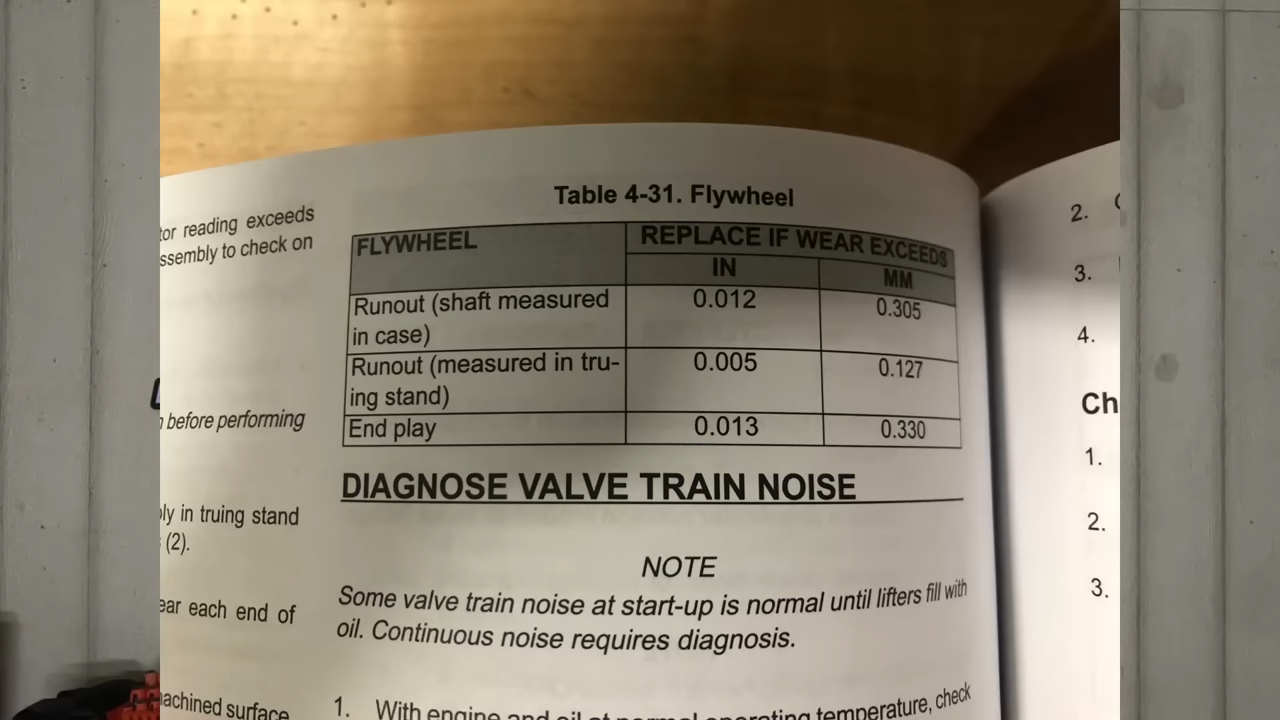 tor reading exceeds
ssembly to check on
before performing
ly in truing stand
(2).
ear each end of
achined surface
Table 4-31. Flywheel
FLYWHEEL REPLACE IF WEAR EXCEEDS
IN MM
Runout (shaft measured 0.012 0.305
in case)
Runout (measured in tru- 0.005 0.127
ing stand)
End play 0.013 0.330
DIAGNOSE VALVE TRAIN NOISE
NOTE
Some valve train noise at start-up is normal until lifters fill with
oil. Continuous noise requires diagnosis.
1. With engine and oil at normal operating temperature, check
2.
3.
4.
Ch
1.
2.
3.